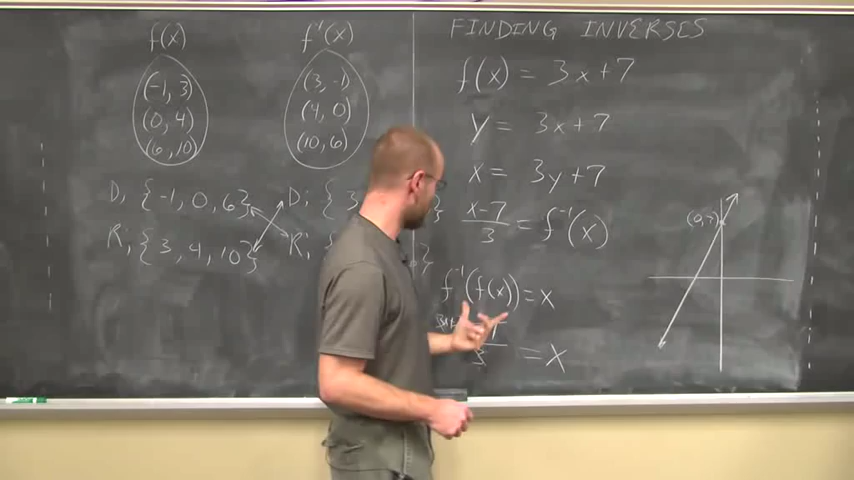 f(x)
(-1, 3)
(0, 4)
(6, 10)
f⁻¹(x)
(3, -1)
(4, 0)
(10, 6)
D: {-1, 0, 6}
D: { 3
R: {3, 4, 10}
R: {
FINDING INVERSES
f(x) = 3x+7
y = 3x+7
x = 3y+7
x-7
3
= f⁻¹(x)
f⁻¹(f(x)) = x
3
= x
(0,7)